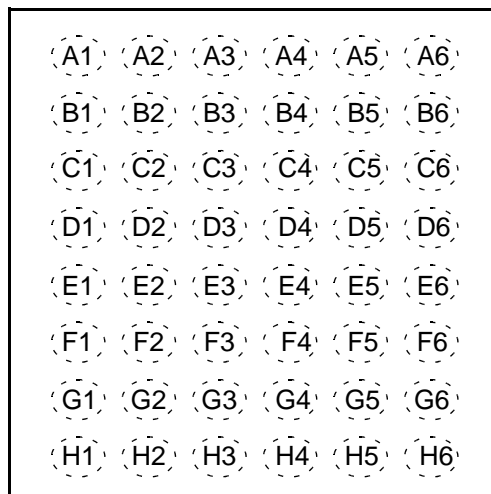 A1 A2 A3 A4 A5 A6
B1 B2 B3 B4 B5 B6
C1 C2 C3 C4 C5 C6
D1 D2 D3 D4 D5 D6
E1 E2 E3 E4 E5 E6
F1 F2 F3 F4 F5 F6
G1 G2 G3 G4 G5 G6
H1 H2 H3 H4 H5 H6